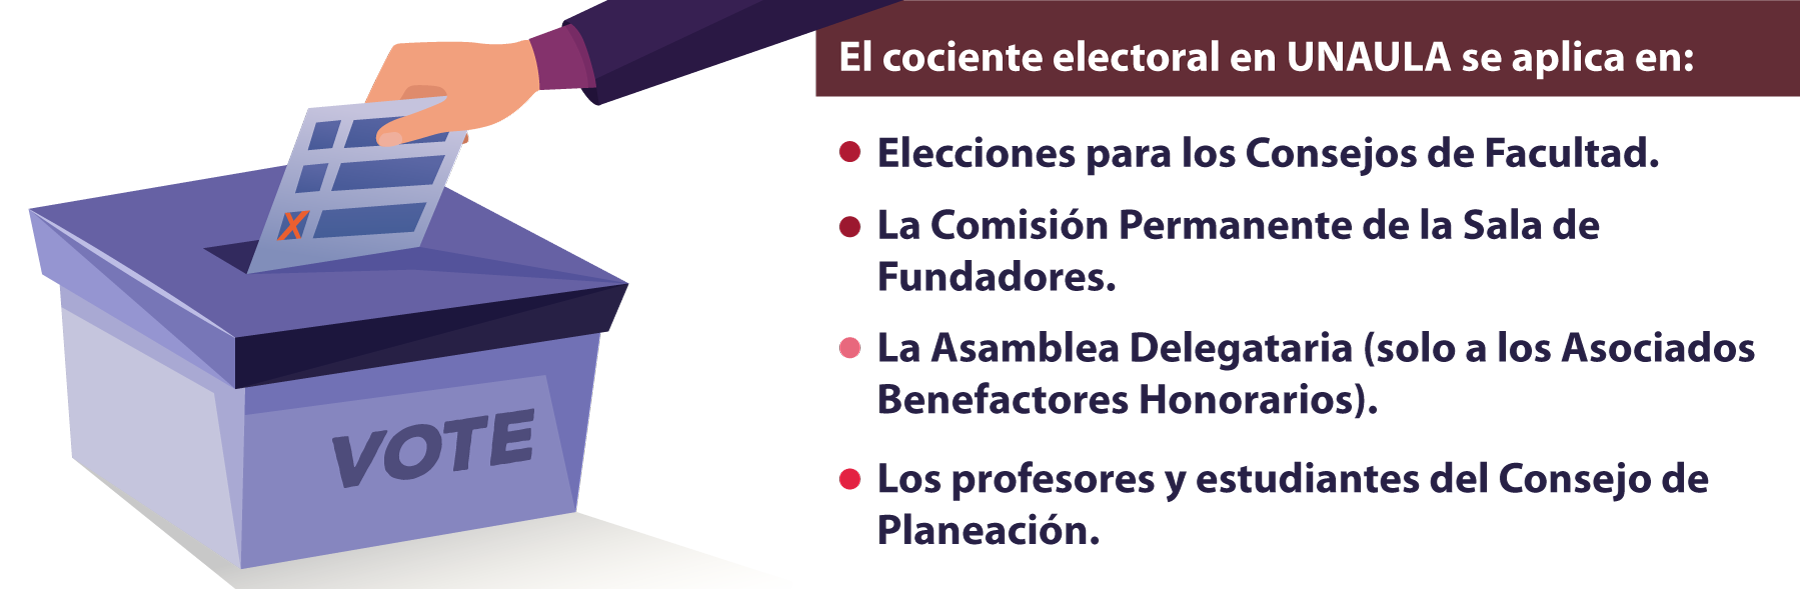 El cociente electoral en UNAULA se aplica en:
Elecciones para los Consejos de Facultad.
La Comisión Permanente de la Sala de
Fundadores.
La Asamblea Delegataria (solo a los Asociados
Benefactores Honorarios).
Los profesores y estudiantes del Consejo de
Planeación.
X
VOTE